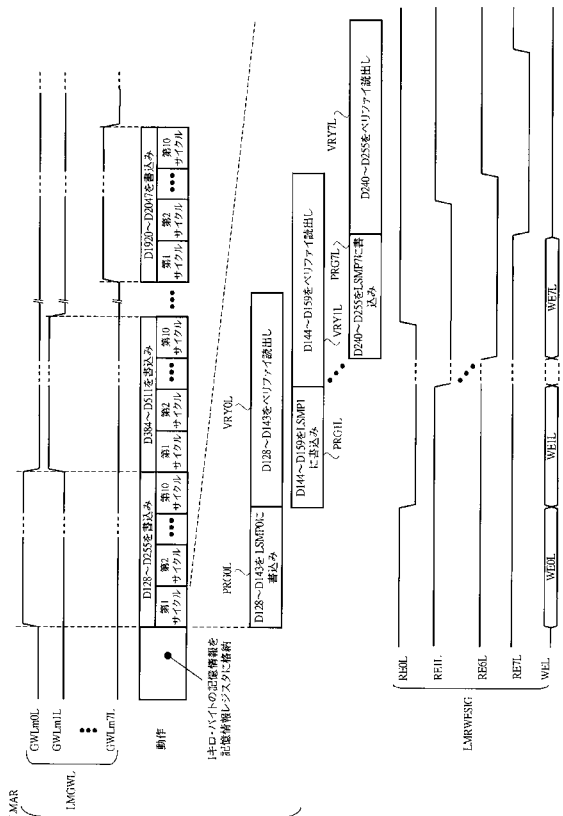 LMAR
LMGWL
GWLm0L
GWLm1L
GWLm7L
動作
1キロ・バイトの記憶情報を
記憶情報レジスタに格納
D128~D255を書込み
第1
サイクル
第2
サイクル
•••
第10
サイクル
D384~D511を書込み
第1
サイクル
第2
サイクル
•••
第10
サイクル
•••
D1920~D2047を書込み
第1
サイクル
第2
サイクル
•••
第10
サイクル
PRG0L
VRY0L
D128~D143を LSMP0に
書込み
D128~D143をベリファイ読出し
D144~D159をLSMP1
に書込み
D144~D159をベリファイ読出し
PRG1L
VRY1L
PRG7L
VRY7L
D240~D255をLSMP7に書
込み
D240~D255をベリファイ読出し
LMRWESIG
RE0L
RE1L
RE6L
RE7L
WEL
WE0L
WE1L
WE7L